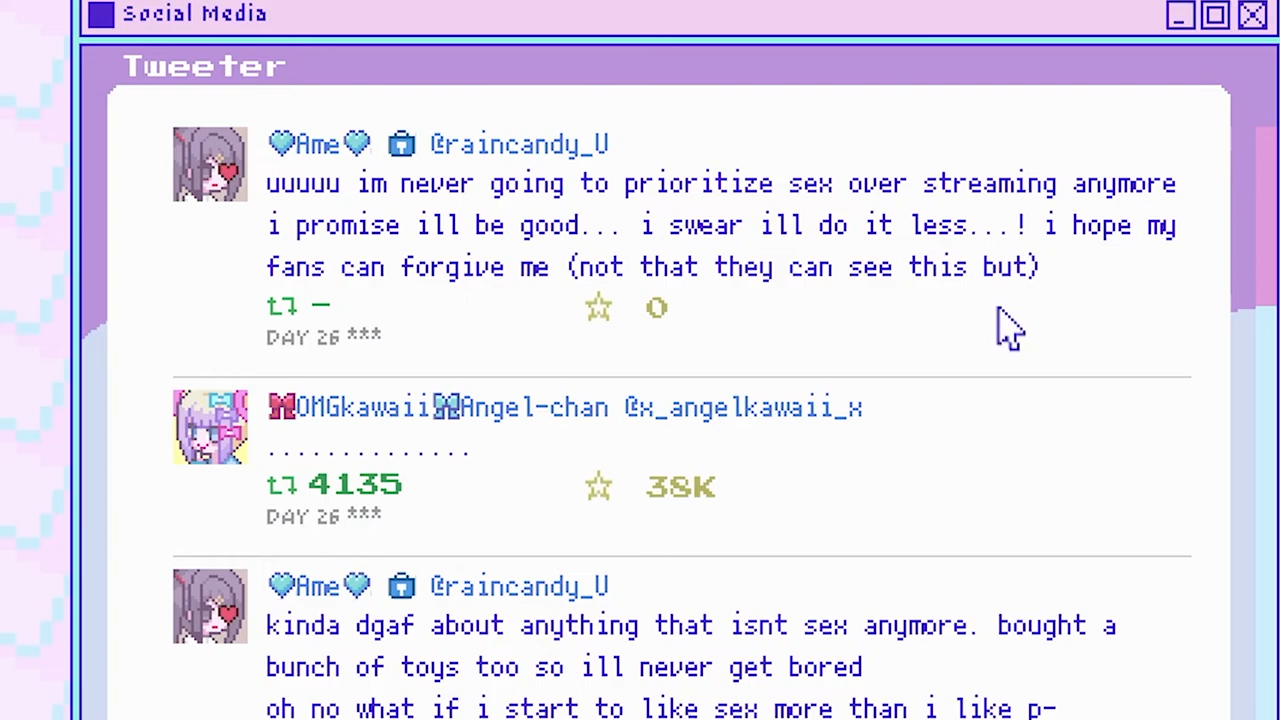 Social Media
Tweeter
🩵Ame🩵 🔒 @raincandy_U
uuuuu im never going to prioritize sex over streaming anymore
i promise ill be good... i swear ill do it less...! i hope my
fans can forgive me (not that they can see this but)
– 0
DAY 26 ***
🎀OMGkawaii🎀Angel-chan @x_angelkawaii_x
..............
4135 38K
DAY 26 ***
🩵Ame🩵 🔒 @raincandy_U
kinda dgaf about anything that isnt sex anymore. bought a
bunch of toys too so ill never get bored
oh no what if i start to like sex more than i like p-